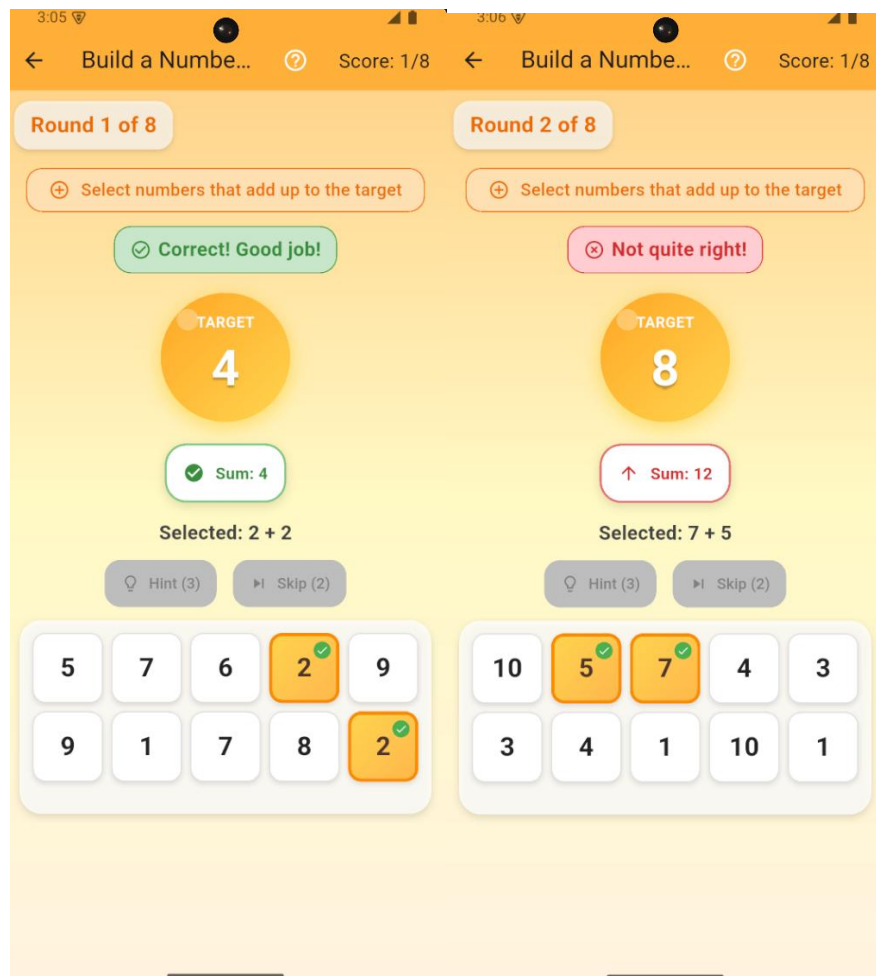 3:05
Build a Numbe...
Score: 1/8
Round 1 of 8
Select numbers that add up to the target
Correct! Good job!
TARGET
4
Sum: 4
Selected: 2 + 2
Hint (3)
Skip (2)
5 7 6 2 9
9 1 7 8 2
3:06
Build a Numbe...
Score: 1/8
Round 2 of 8
Select numbers that add up to the target
Not quite right!
TARGET
8
Sum: 12
Selected: 7 + 5
Hint (3)
Skip (2)
10 5 7 4 3
3 4 1 10 1